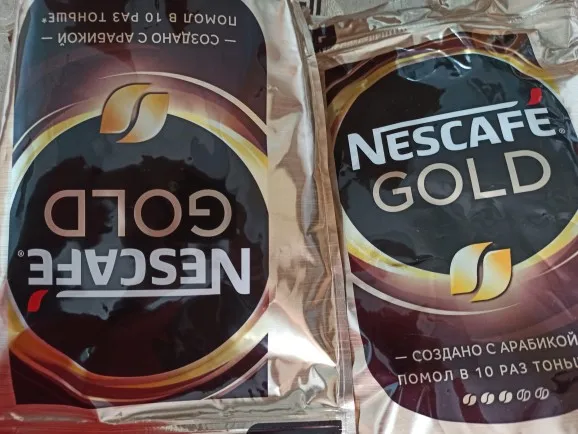 NESCAFÉ®
GOLD
— СОЗДАНО С АРАБИКОЙ —
ПОМОЛ В 10 РАЗ ТОНЬШЕ*
NESCAFÉ®
GOLD
— СОЗДАНО С АРАБИКОЙ
ПОМОЛ В 10 РАЗ ТОНЬ